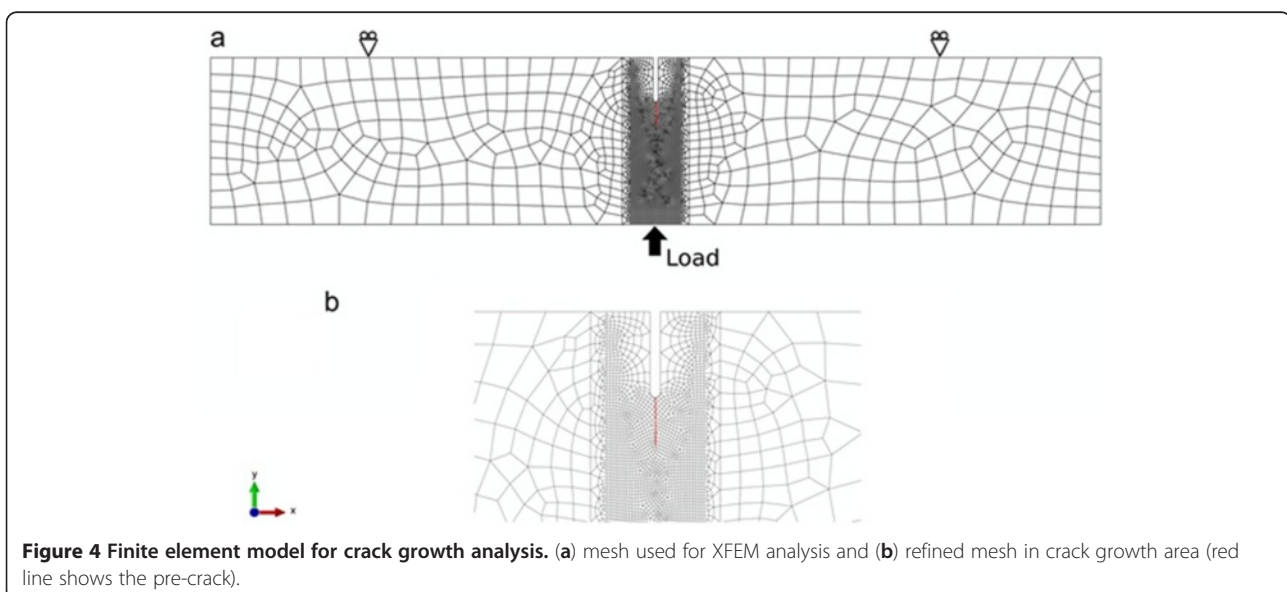 a
Load
b
y
x
Figure 4 Finite element model for crack growth analysis. (a) mesh used for XFEM analysis and (b) refined mesh in crack growth area (red
line shows the pre-crack).